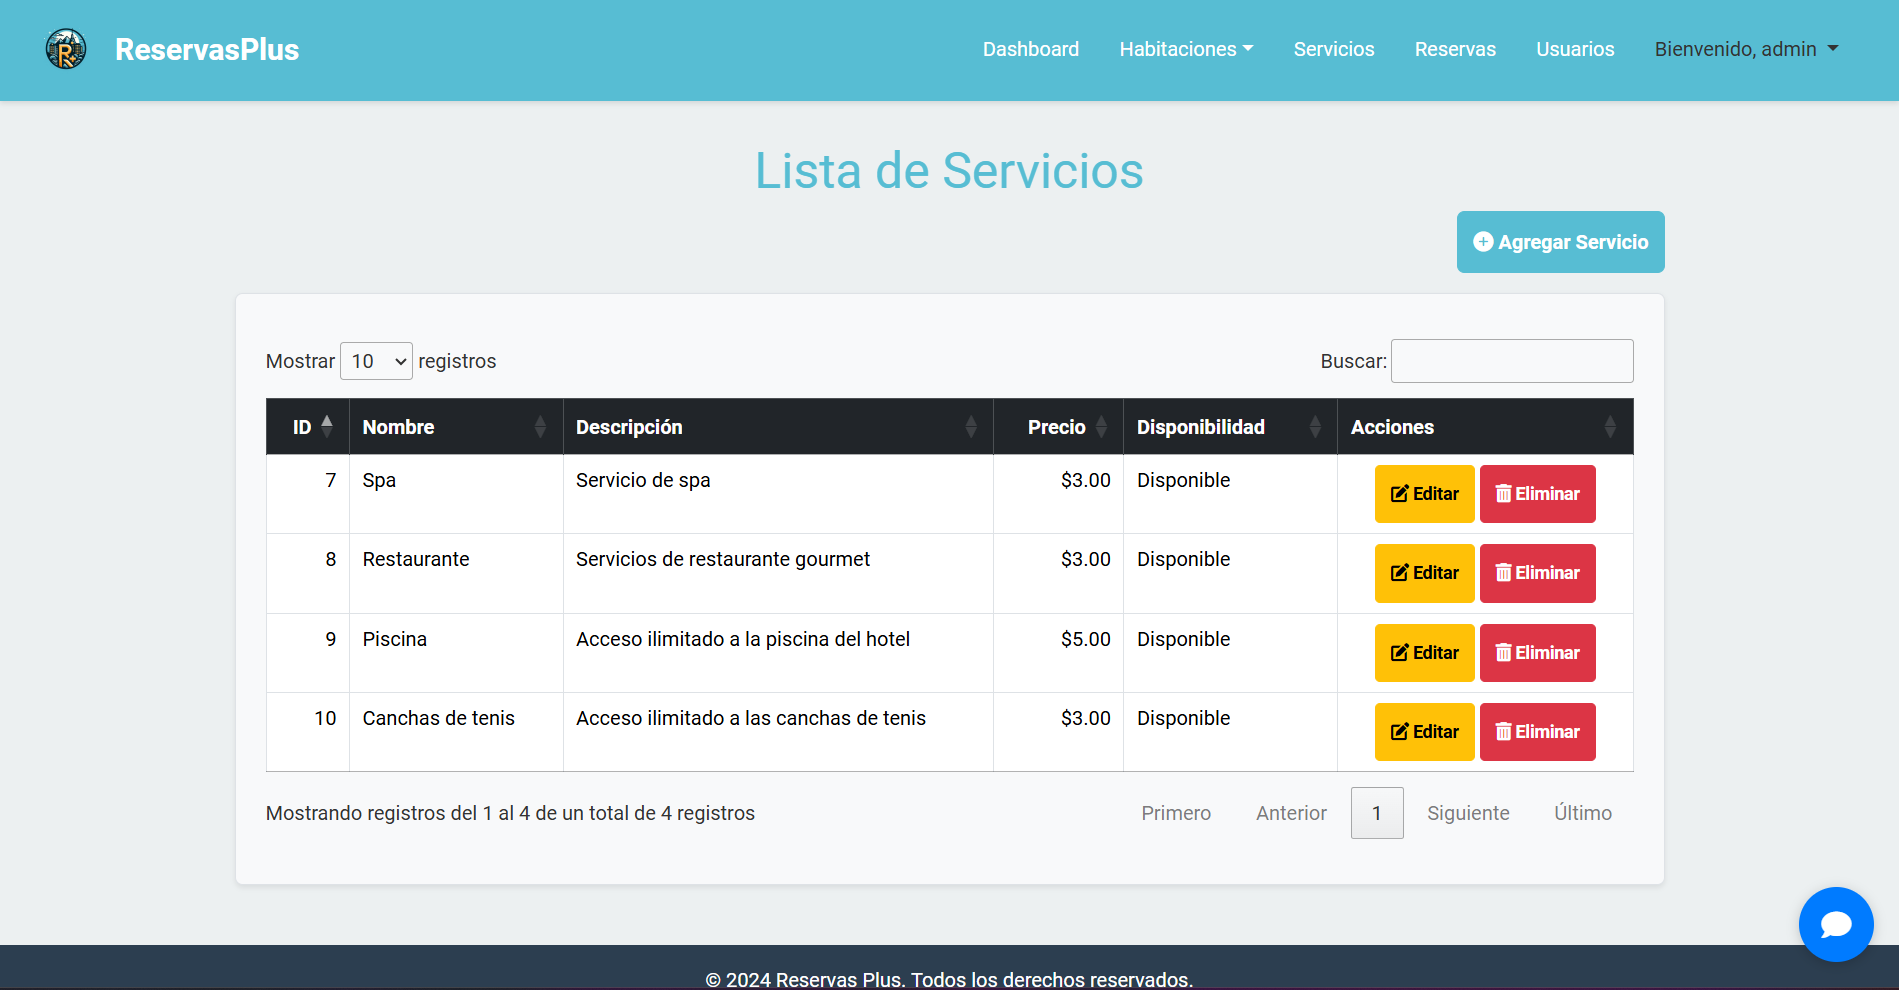 ReservasPlus
Dashboard Habitaciones Servicios Reservas Usuarios Bienvenido, admin
Lista de Servicios
Agregar Servicio
Mostrar 10 registros Buscar:
ID Nombre Descripción Precio Disponibilidad Acciones
7 Spa Servicio de spa $3.00 Disponible Editar Eliminar
8 Restaurante Servicios de restaurante gourmet $3.00 Disponible Editar Eliminar
9 Piscina Acceso ilimitado a la piscina del hotel $5.00 Disponible Editar Eliminar
10 Canchas de tenis Acceso ilimitado a las canchas de tenis $3.00 Disponible Editar Eliminar
Mostrando registros del 1 al 4 de un total de 4 registros Primero Anterior 1 Siguiente Último
© 2024 Reservas Plus. Todos los derechos reservados.